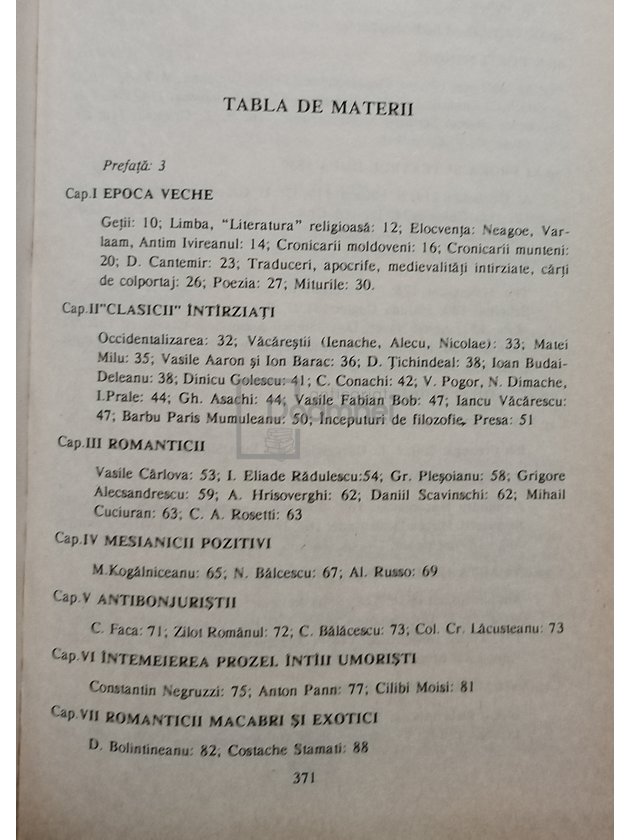 TABLA DE MATERII
Prefață: 3
Cap.I EPOCA VECHE
Geții: 10; Limba, "Literatura" religioasă: 12; Elocvența: Neagoe, Var-
laam, Antim Ivireanul: 14; Cronicarii moldoveni: 16; Cronicarii munteni:
20; D. Cantemir: 23; Traduceri, apocrife, medievalități intirziate, cărți
de colportaj: 26; Poezia: 27; Miturile: 30.
Cap.II"CLASICII" ÎNTÎRZIAȚI
Occidentalizarea: 32; Văcăreștii (Ienache, Alecu, Nicolae): 33; Matei
Milu: 35; Vasile Aaron și Ion Barac: 36; D. Țichindeal: 38; Ioan Budai-
Deleanu: 38; Dinicu Golescu: 41; C. Conachi: 42; V. Pogor, N. Dimache,
I.Prale: 44; Gh. Asachi: 44; Vasile Fabian Bob: 47; Iancu Văcărescu:
47; Barbu Paris Mumuleanu: 50; Inceputuri de filozofie. Presa: 51
Cap.III ROMANTICII
Vasile Cârlova: 53; I. Eliade Rădulescu:54; Gr. Pleșoianu: 58; Grigore
Alecsandrescu: 59; A. Hrisoverghi: 62; Daniil Scavinschi: 62; Mihail
Cuciuran: 63; C. A. Rosetti: 63
Cap.IV MESIANICII POZITIVI
M.Kogălniceanu: 65; N. Bălcescu: 67; Al. Russo: 69
Cap.V ANTIBONJURIȘTII
C. Faca: 71; Zilot Românul: 72; C. Bălăcescu: 73; Col. Cr. Lăcusteanu: 73
Cap.VI ÎNTEMEIEREA PROZEL ÎNTÎII UMORIȘTI
Constantin Negruzzi: 75; Anton Pann: 77; Cilibi Moisi: 81
Cap.VII ROMANTICII MACABRI ȘI EXOTICI
D. Bolintineanu: 82; Costache Stamati: 88
371